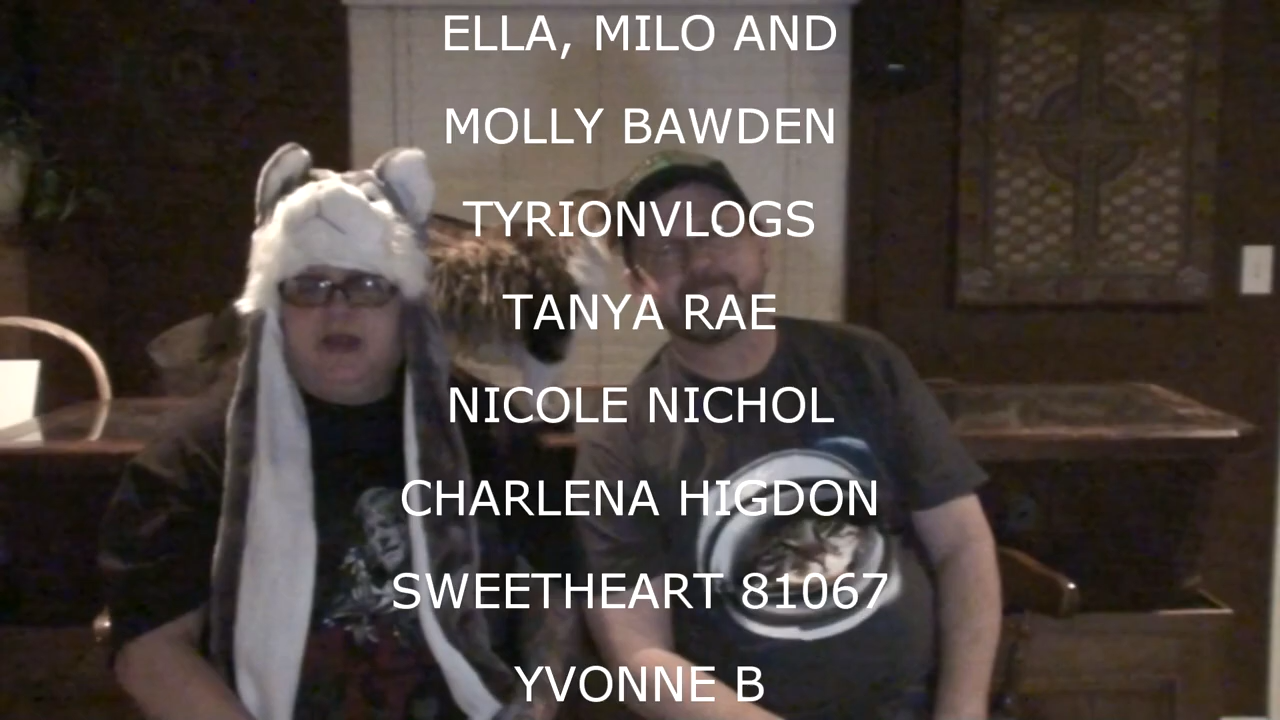 ELLA, MILO AND
MOLLY BAWDEN
TYRIONVLOGS
TANYA RAE
NICOLE NICHOL
CHARLENA HIGDON
SWEETHEART 81067
YVONNE B